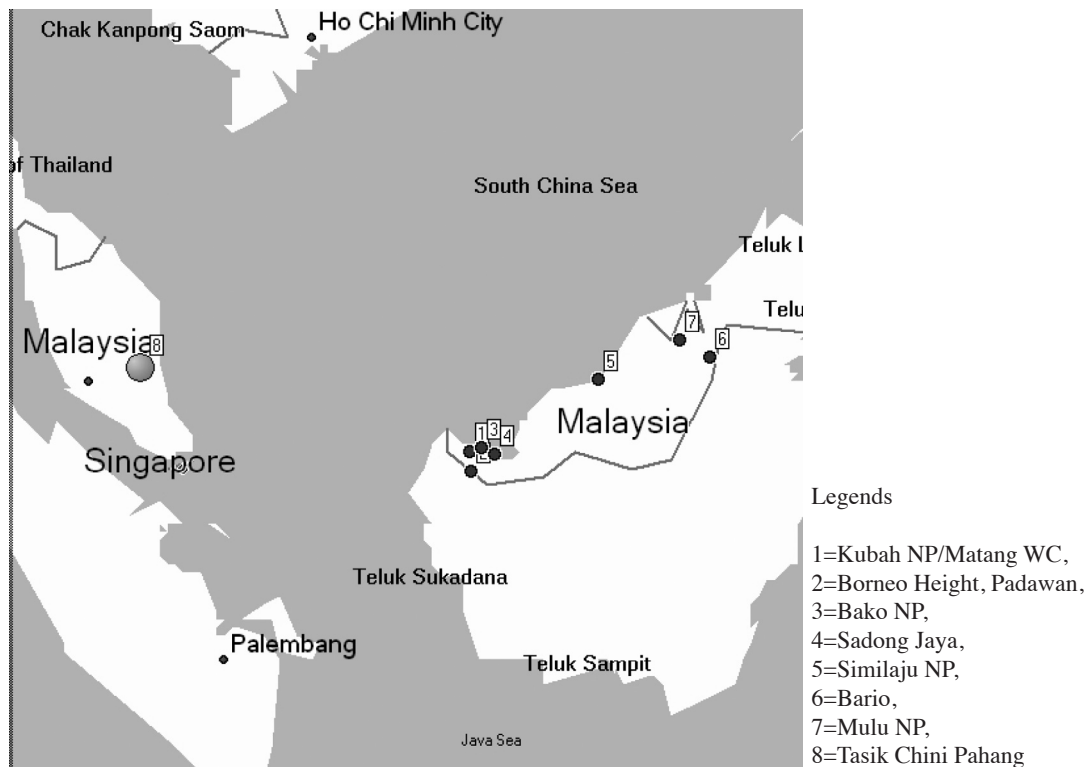 Chak Kanpong Saom
Ho Chi Minh City
of Thailand
South China Sea
Teluk L
Telu
7
6
Malaysia
8
5
Malaysia
1
3
4
2
Singapore
Teluk Sukadana
Palembang
Teluk Sampit
Java Sea
Legends
1=Kubah NP/Matang WC,
2=Borneo Height, Padawan,
3=Bako NP,
4=Sadong Jaya,
5=Similaju NP,
6=Bario,
7=Mulu NP,
8=Tasik Chini Pahang